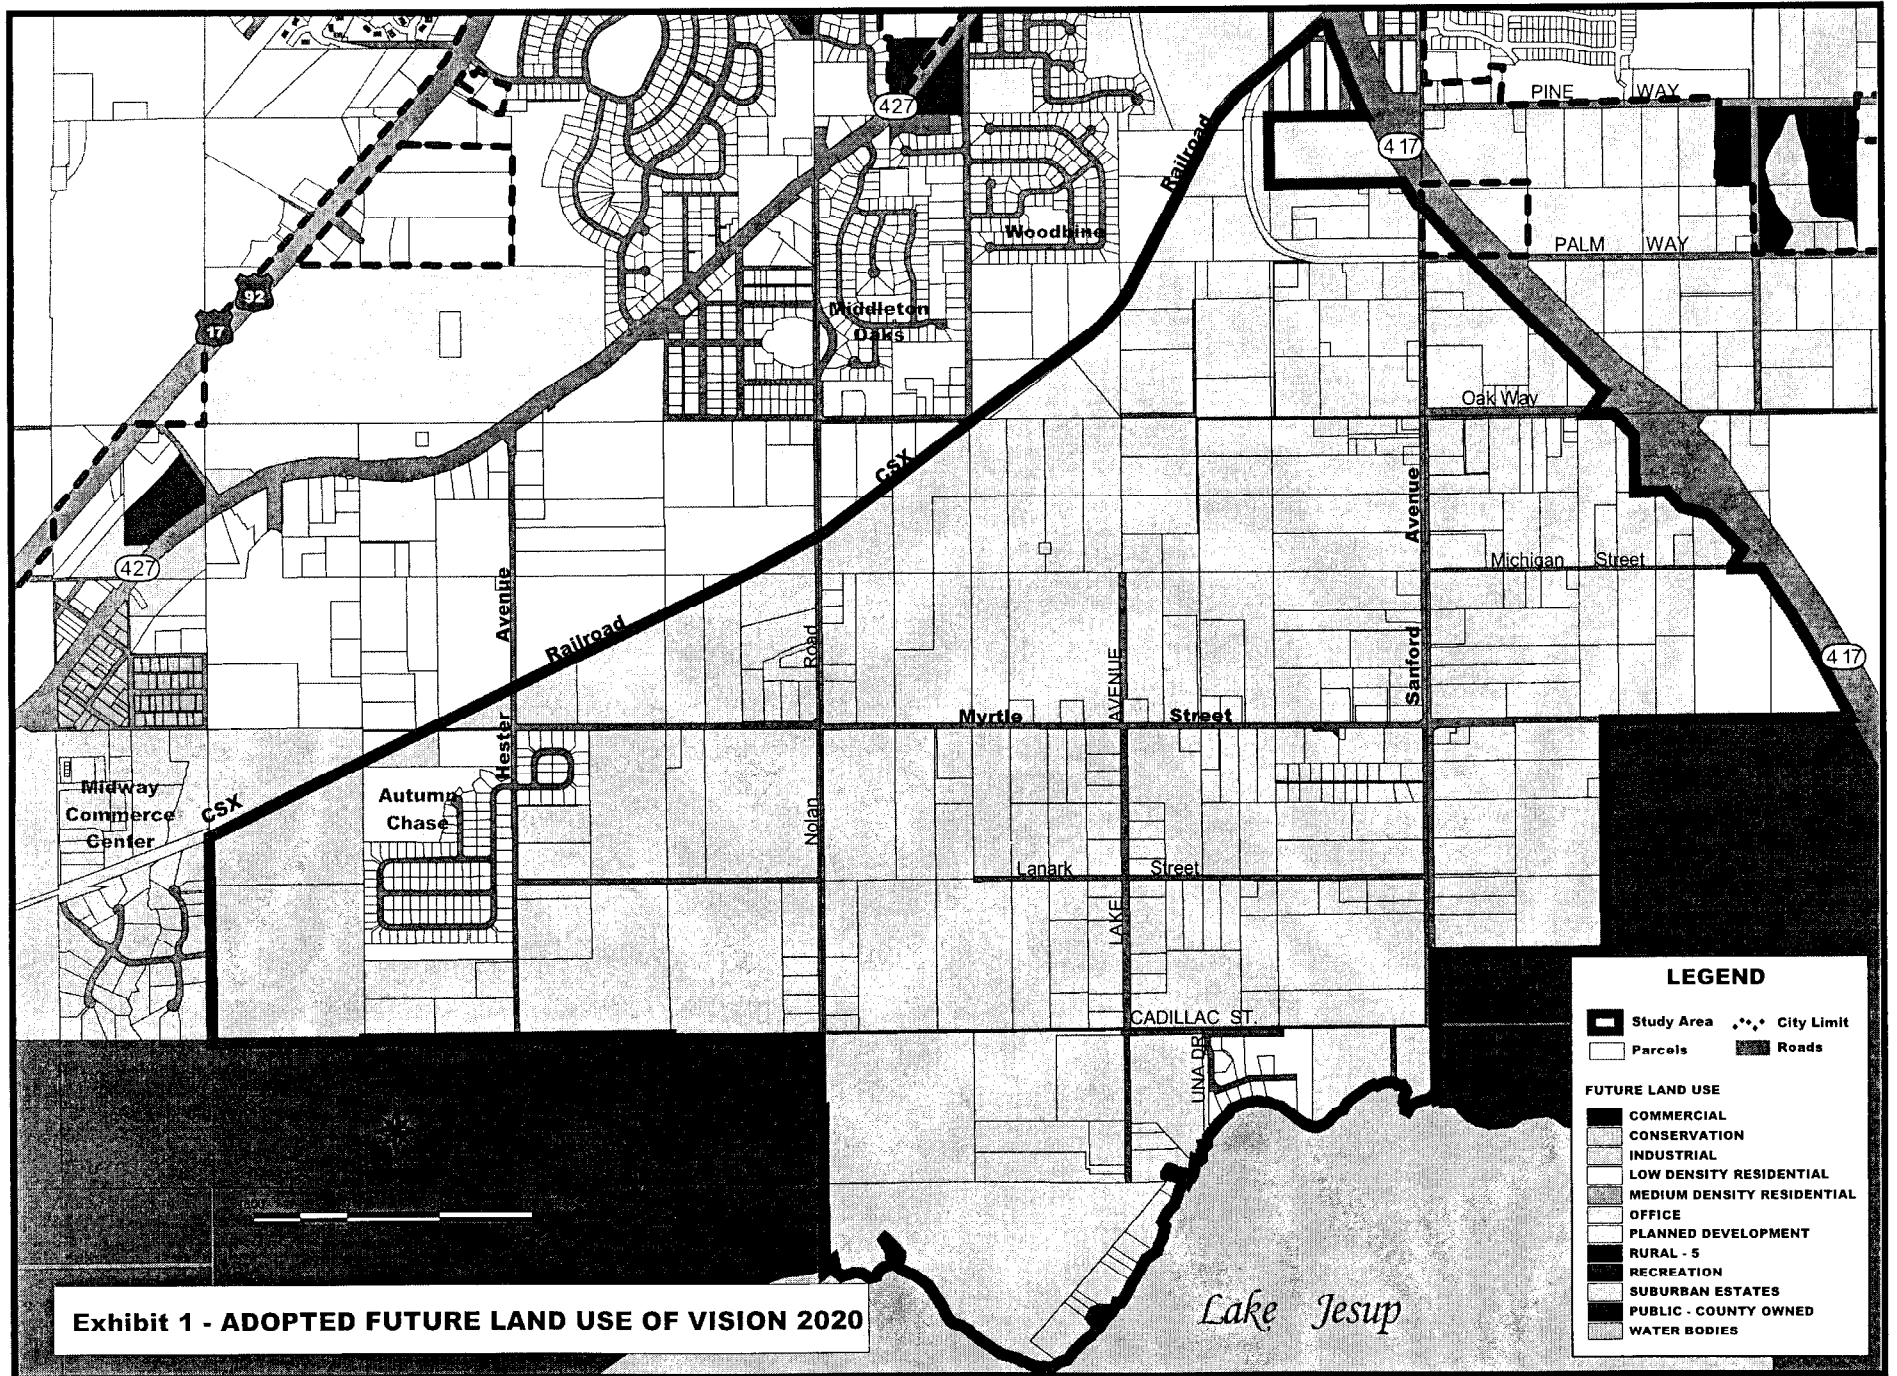 PINE WAY
427
4 17
Railroad
Woodbine
PALM WAY
92
17
Middleton
Oaks
Oak Way
CSX
Avenue
427
Michigan Street
Avenue
Railroad
Road
AVENUE
Sanford
4 17
Myrtle Street
Hester
Midway
Commerce
Center
CSX
Autumn
Chase
Nolan
Lanark Street
LAKE
CADILLAC ST.
UNA DR
LEGEND
Study Area City Limit
Parcels Roads
FUTURE LAND USE
COMMERCIAL
CONSERVATION
INDUSTRIAL
LOW DENSITY RESIDENTIAL
MEDIUM DENSITY RESIDENTIAL
OFFICE
PLANNED DEVELOPMENT
RURAL - 5
RECREATION
SUBURBAN ESTATES
PUBLIC - COUNTY OWNED
WATER BODIES
Lake Jesup
Exhibit 1 - ADOPTED FUTURE LAND USE OF VISION 2020